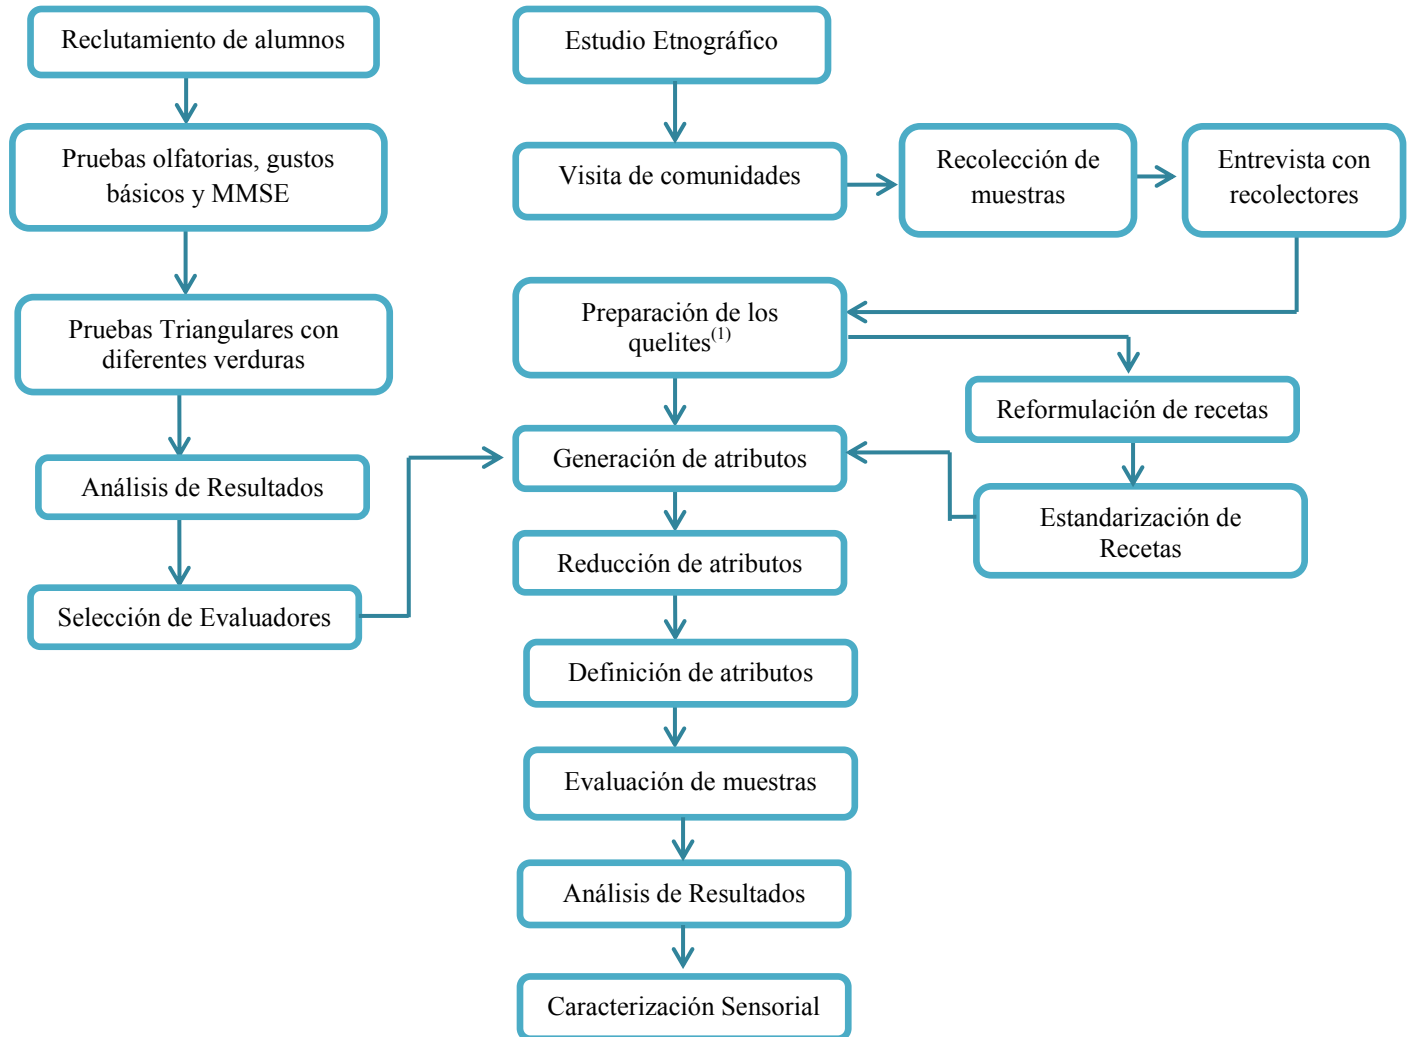 Reclutamiento de alumnos
Pruebas olfatorias, gustos
básicos y MMSE
Pruebas Triangulares con
diferentes verduras
Análisis de Resultados
Selección de Evaluadores
Estudio Etnográfico
Visita de comunidades
Recolección de
muestras
Entrevista con
recolectores
Preparación de los
quelites(1)
Reformulación de recetas
Estandarización de
Recetas
Generación de atributos
Reducción de atributos
Definición de atributos
Evaluación de muestras
Análisis de Resultados
Caracterización Sensorial